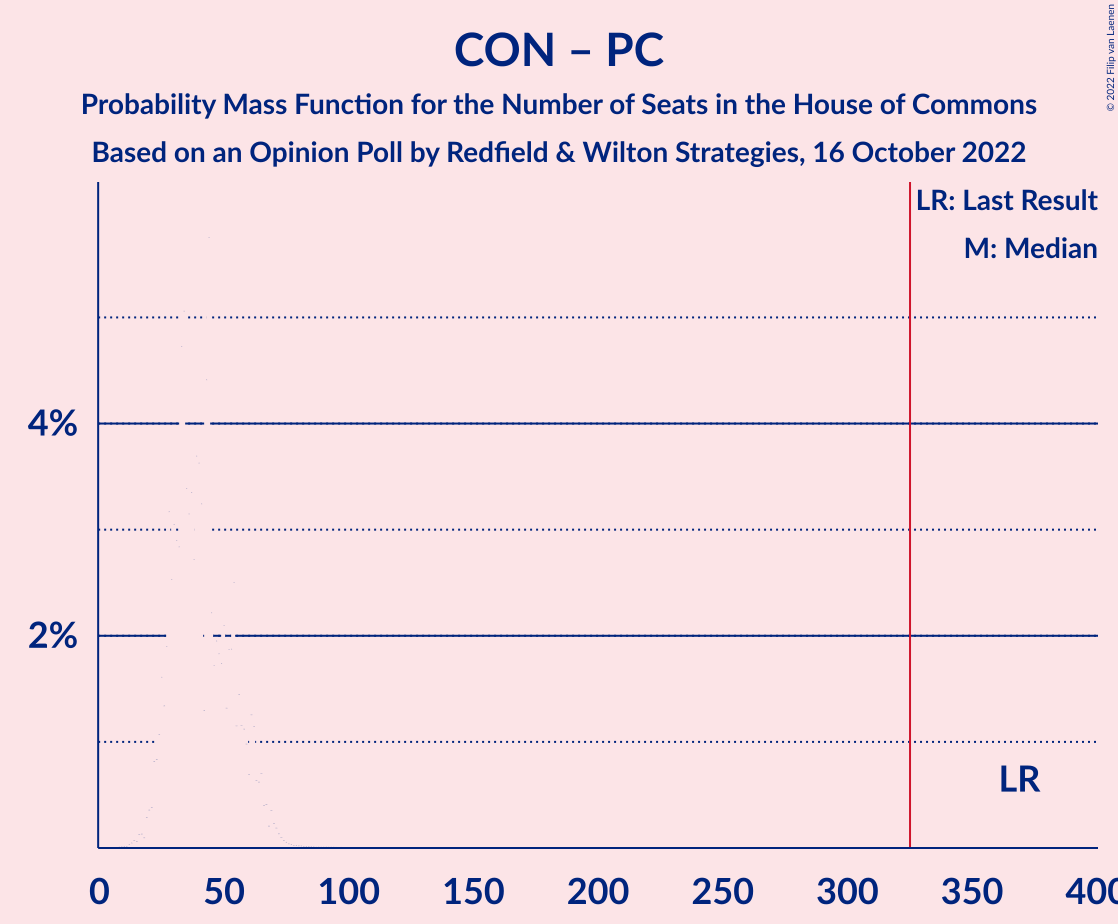 CON – PC
Probability Mass Function for the Number of Seats in the House of Commons
Based on an Opinion Poll by Redfield & Wilton Strategies, 16 October 2022
© 2022 Filip van Laenen
LR: Last Result
M: Median
4%
2%
LR
0 50 100 150 200 250 300 350 400